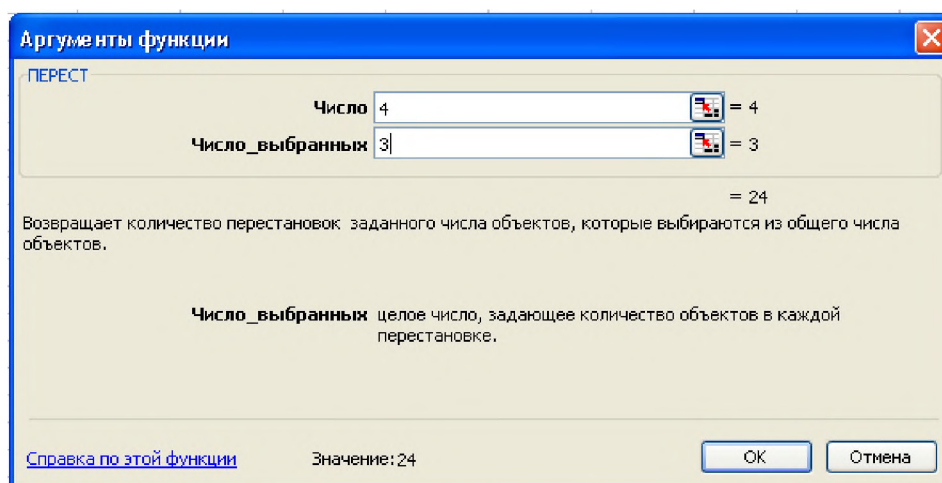 Аргументы функции
ПЕРЕСТ
Число 4 = 4
Число_выбранных 3 = 3
= 24
Возвращает количество перестановок заданного числа объектов, которые выбираются из общего числа
объектов.
Число_выбранных целое число, задающее количество объектов в каждой
перестановке.
Справка по этой функции Значение:24 ОК Отмена